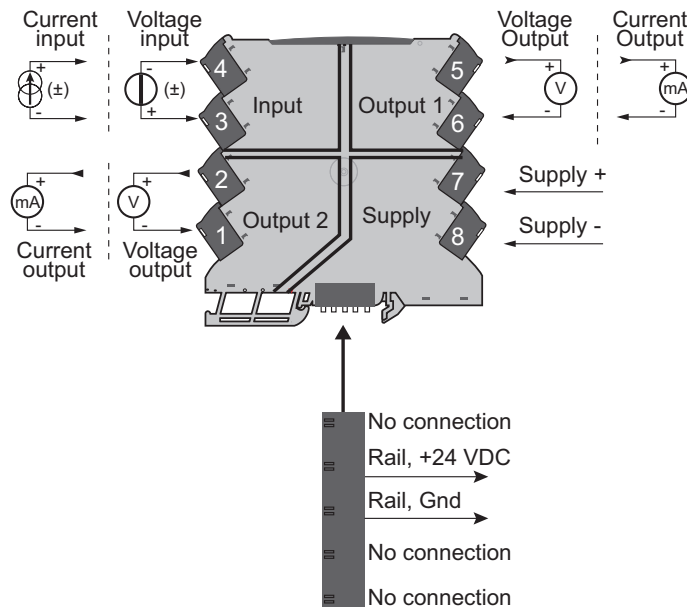 Current
input
Voltage
input
Voltage
Output
Current
Output
+
(±)
-
-
(±)
+
4
3
Input
Output 1
5
6
+
V
-
+
mA
-
+
mA
-
+
V
-
2
1
Output 2
Supply
7
8
Supply +
Supply -
Current
output
Voltage
output
No connection
Rail, +24 VDC
Rail, Gnd
No connection
No connection